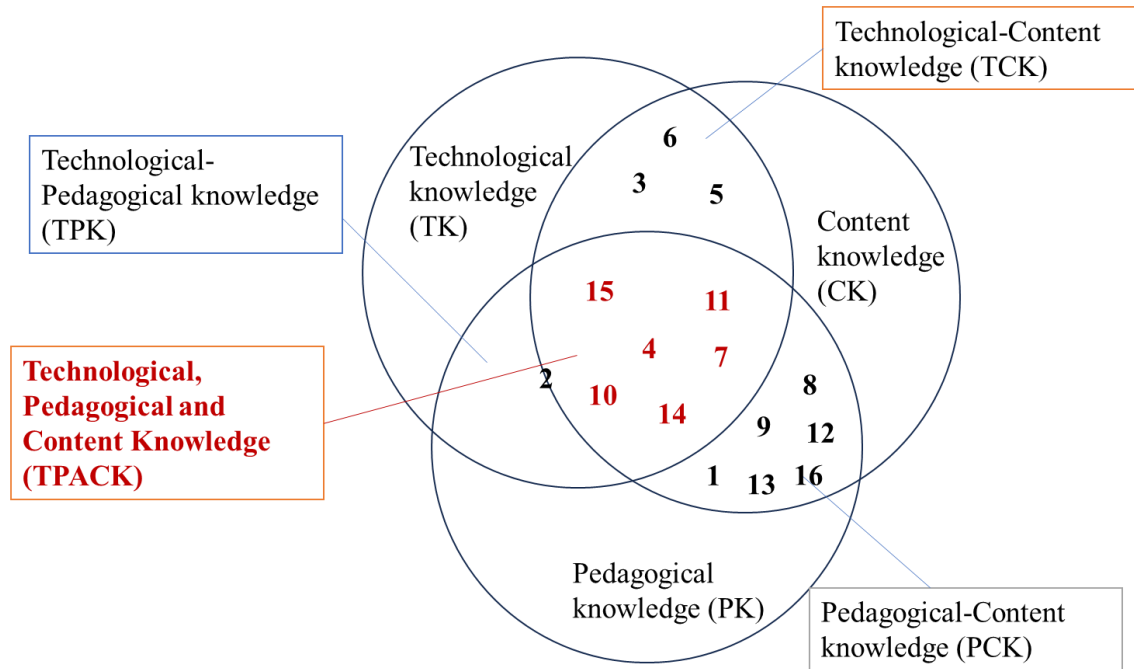 Technological-Content
knowledge (TCK)
6
Technological-
Pedagogical knowledge
(TPK)
Technological
knowledge
(TK)
3
5
Content
knowledge
(CK)
15
11
4
7
Technological,
Pedagogical and
Content Knowledge
(TPACK)
2
10
14
8
9
12
1
13
16
Pedagogical
knowledge (PK)
Pedagogical-Content
knowledge (PCK)